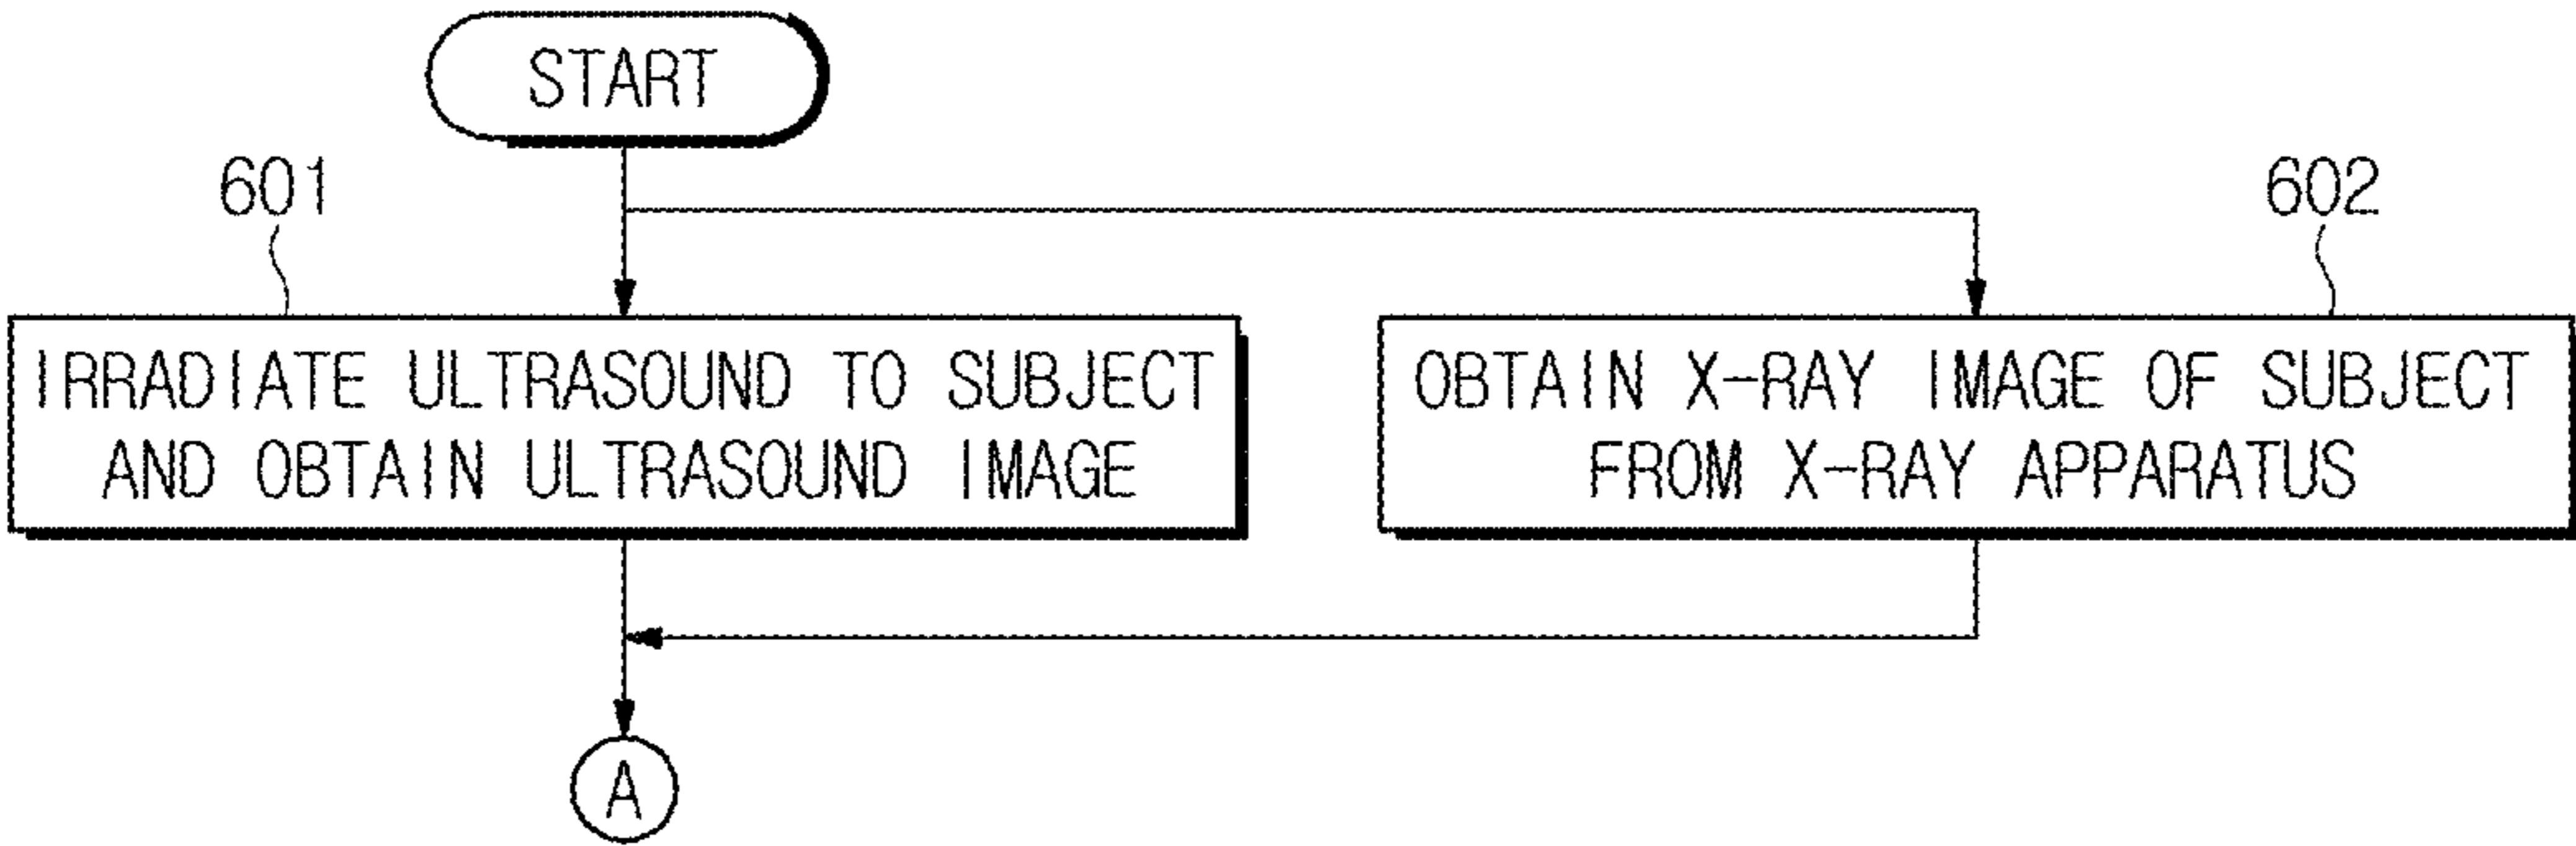 START
601
602
IRRADIATE ULTRASOUND TO SUBJECT
AND OBTAIN ULTRASOUND IMAGE
OBTAIN X-RAY IMAGE OF SUBJECT
FROM X-RAY APPARATUS
A